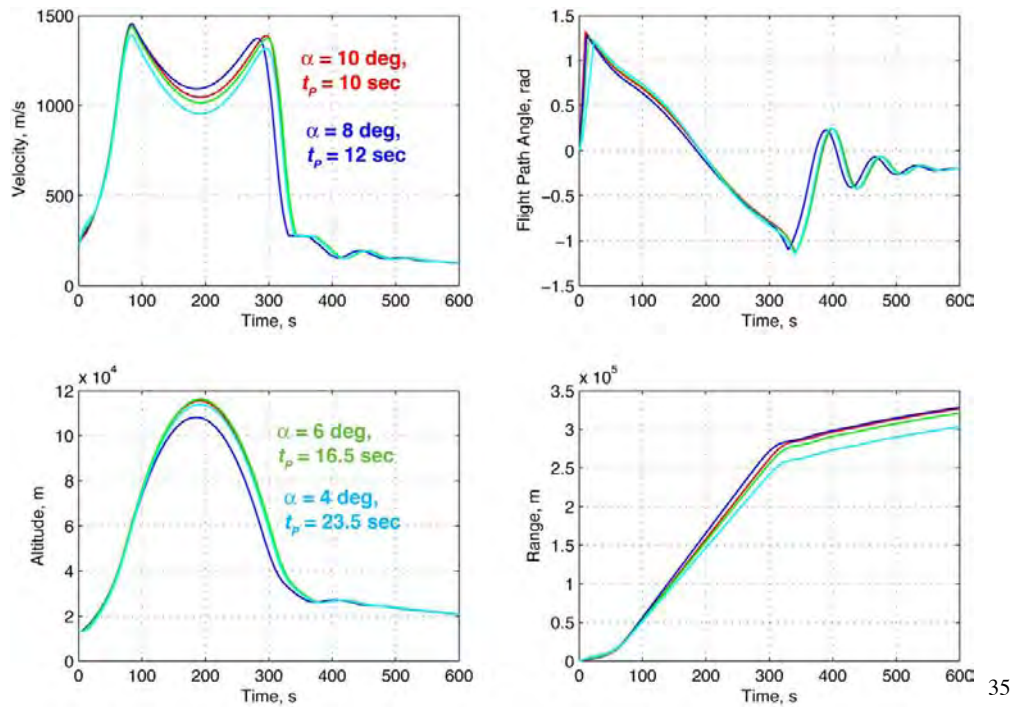 1500
1000
500
0
Velocity, m/s
0 100 200 300 400 500 600
Time, s
α = 10 deg,
t_P = 10 sec
α = 8 deg,
t_P = 12 sec
1.5
1
0.5
0
−0.5
−1
−1.5
Flight Path Angle, rad
0 100 200 300 400 500 600
Time, s
x 10^4
12
10
8
6
4
2
0
Altitude, m
0 100 200 300 400 500 600
Time, s
α = 6 deg,
t_P = 16.5 sec
α = 4 deg,
t_P = 23.5 sec
x 10^5
3.5
3
2.5
2
1.5
1
0.5
0
Range, m
0 100 200 300 400 500 600
Time, s
35